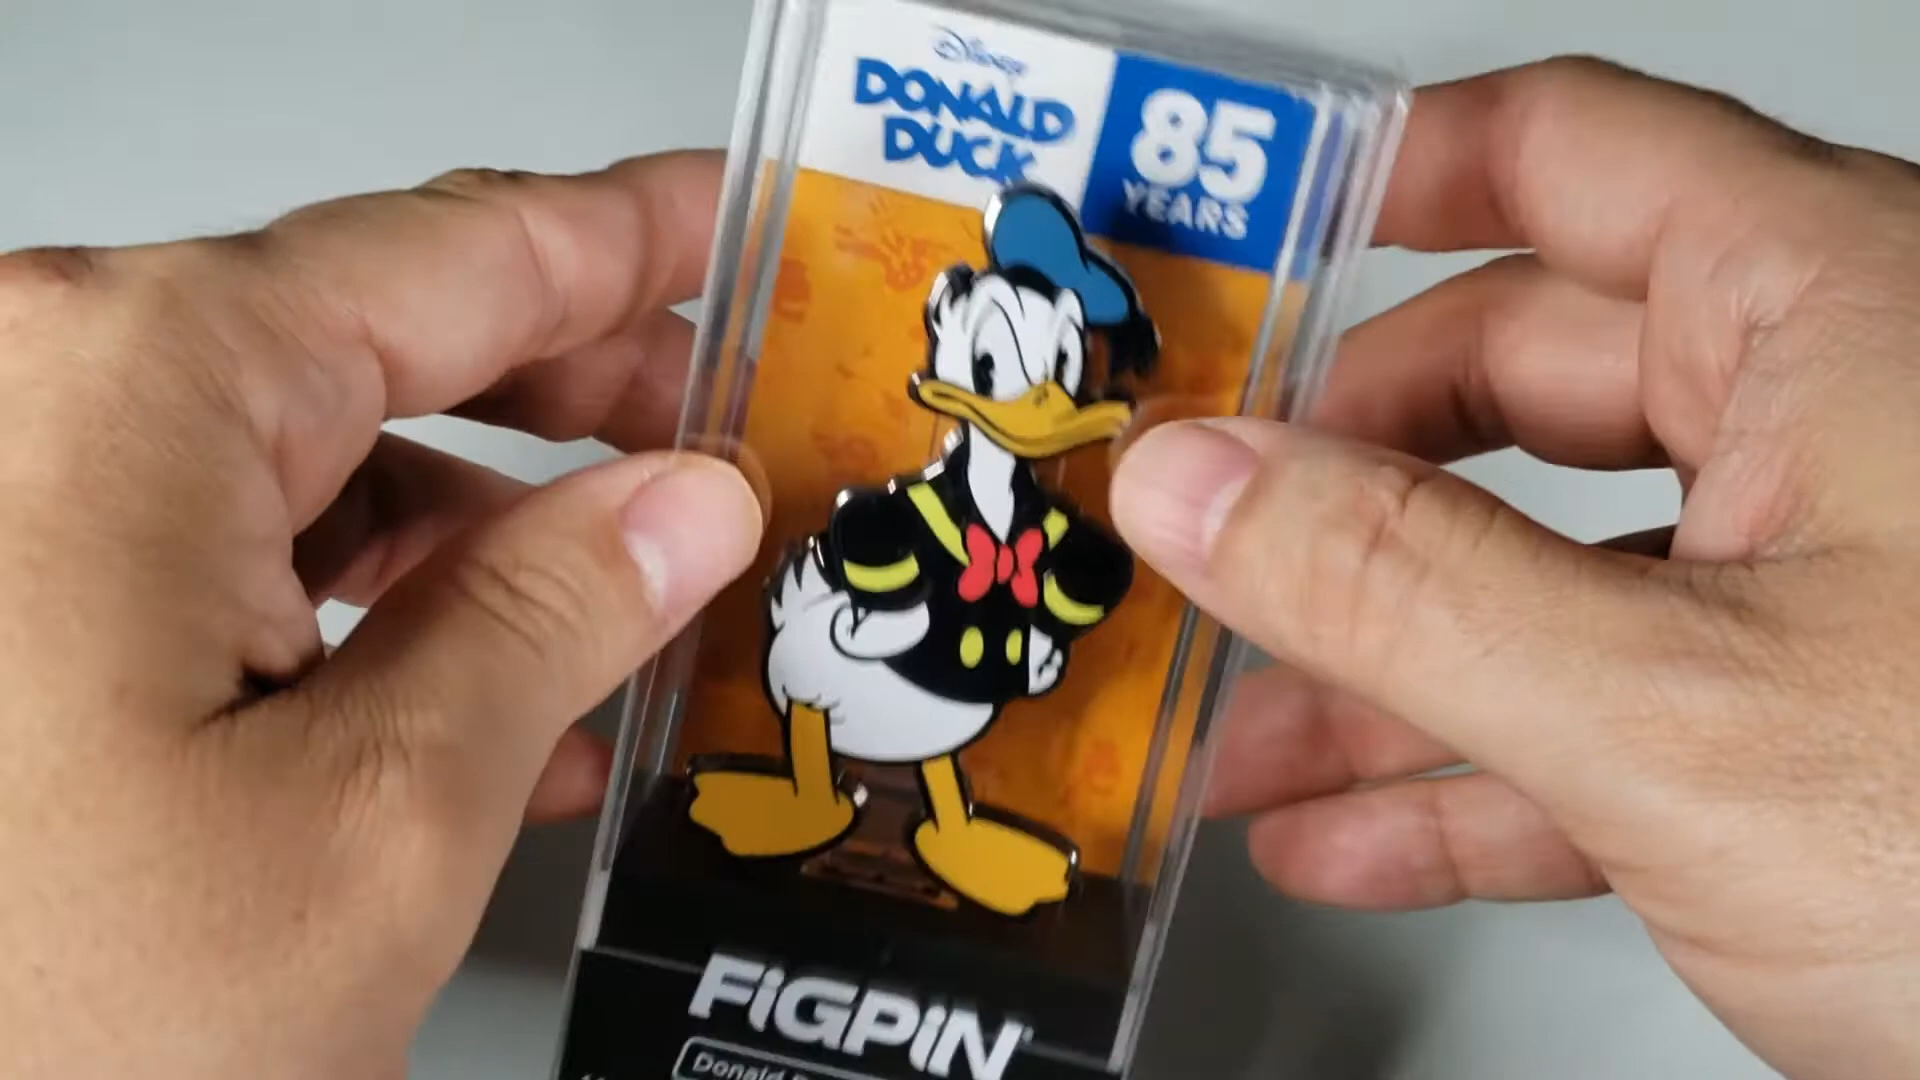 Disney
DONALD
DUCK
85
YEARS
FiGPiN
Donald